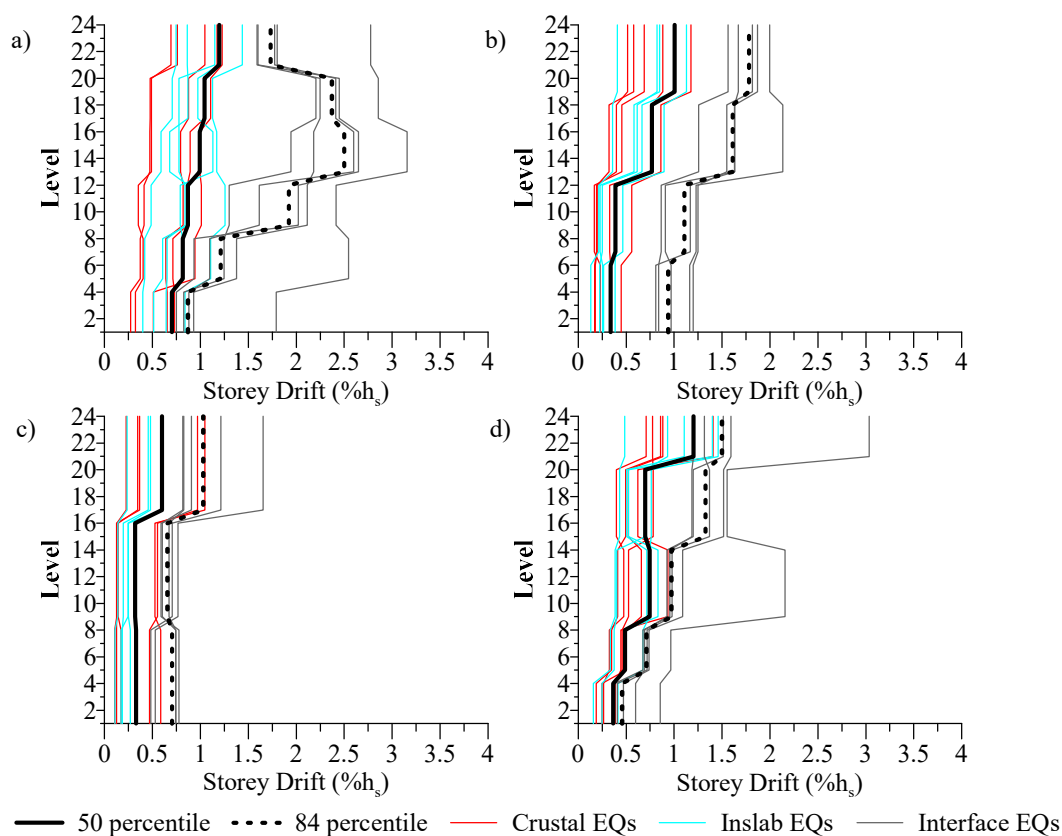 a)
24
22
20
18
16
14
12
10
8
6
4
2
Level
0 0.5 1 1.5 2 2.5 3 3.5 4
Storey Drift (%hs)
b)
24
22
20
18
16
14
12
10
8
6
4
2
Level
0 0.5 1 1.5 2 2.5 3 3.5 4
Storey Drift (%hs)
c)
24
22
20
18
16
14
12
10
8
6
4
2
Level
0 0.5 1 1.5 2 2.5 3 3.5 4
Storey Drift (%hs)
d)
24
22
20
18
16
14
12
10
8
6
4
2
Level
0 0.5 1 1.5 2 2.5 3 3.5 4
Storey Drift (%hs)
50 percentile 84 percentile Crustal EQs Inslab EQs Interface EQs